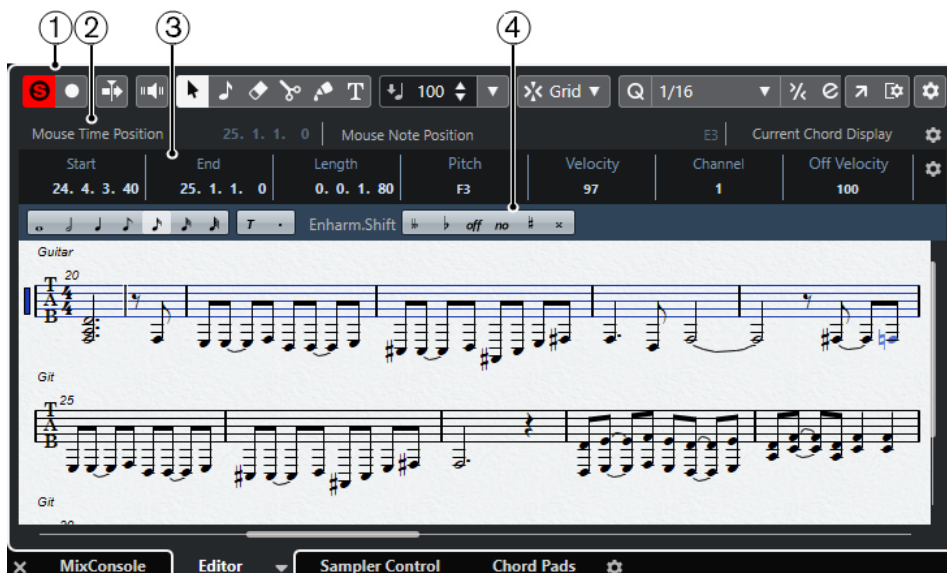 ① ② ③ ④
S T 100 Grid Q 1/16
Mouse Time Position 25. 1. 1. 0 Mouse Note Position E3 Current Chord Display
Start End Length Pitch Velocity Channel Off Velocity
24. 4. 3. 40 25. 1. 1. 0 0. 0. 1. 80 F3 97 1 100
T . Enharm.Shift off no
Guitar
20
T
A
B
4
4
Git
25
T
A
B
Git
MixConsole Editor Sampler Control Chord Pads